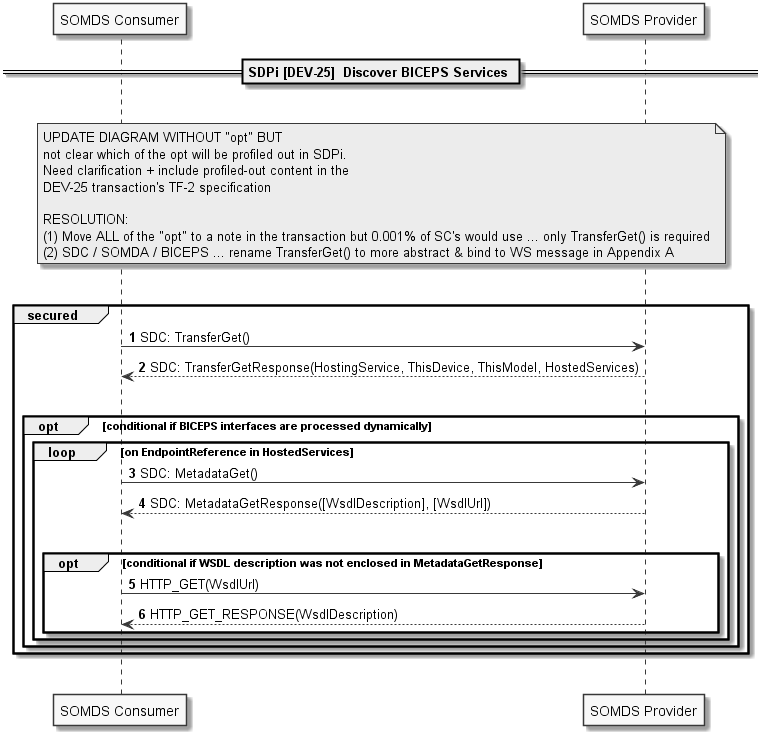 SOMDS Consumer
SOMDS Provider
SDPi [DEV-25]  Discover BICEPS Services
UPDATE DIAGRAM WITHOUT "opt" BUT
not clear which of the opt will be profiled out in SDPi.
Need clarification + include profiled-out content in the
DEV-25 transaction's TF-2 specification
RESOLUTION:
(1) Move ALL of the "opt" to a note in the transaction but 0.001% of SC's would use ... only TransferGet() is required
(2) SDC / SOMDA / BICEPS ... rename TransferGet() to more abstract & bind to WS message in Appendix A
secured
1 SDC: TransferGet()
2 SDC: TransferGetResponse(HostingService, ThisDevice, ThisModel, HostedServices)
opt [conditional if BICEPS interfaces are processed dynamically]
loop [on EndpointReference in HostedServices]
3 SDC: MetadataGet()
4 SDC: MetadataGetResponse([WsdlDescription], [WsdlUrl])
opt [conditional if WSDL description was not enclosed in MetadataGetResponse]
5 HTTP_GET(WsdlUrl)
6 HTTP_GET_RESPONSE(WsdlDescription)
SOMDS Consumer
SOMDS Provider